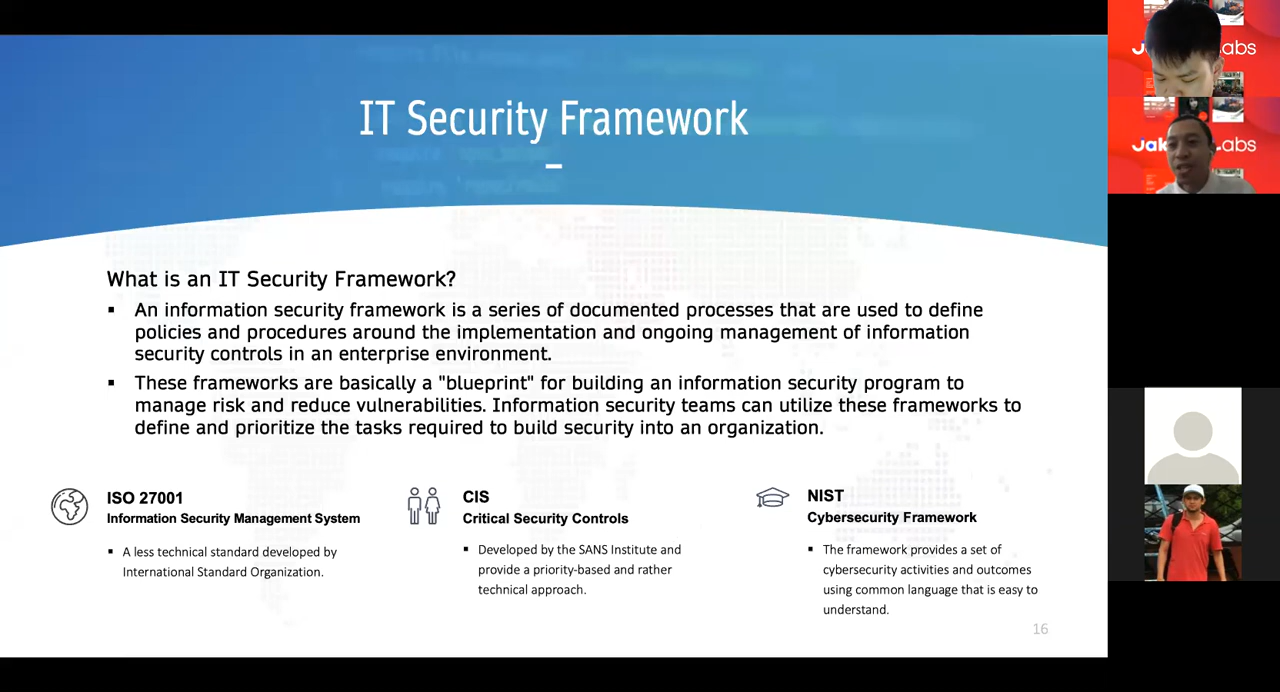 IT Security Framework
What is an IT Security Framework?
▪ An information security framework is a series of documented processes that are used to define
policies and procedures around the implementation and ongoing management of information
security controls in an enterprise environment.
▪ These frameworks are basically a "blueprint" for building an information security program to
manage risk and reduce vulnerabilities. Information security teams can utilize these frameworks to
define and prioritize the tasks required to build security into an organization.
ISO 27001
Information Security Management System
▪ A less technical standard developed by
International Standard Organization.
CIS
Critical Security Controls
▪ Developed by the SANS Institute and
provide a priority-based and rather
technical approach.
NIST
Cybersecurity Framework
▪ The framework provides a set of
cybersecurity activities and outcomes
using common language that is easy to
understand.
16